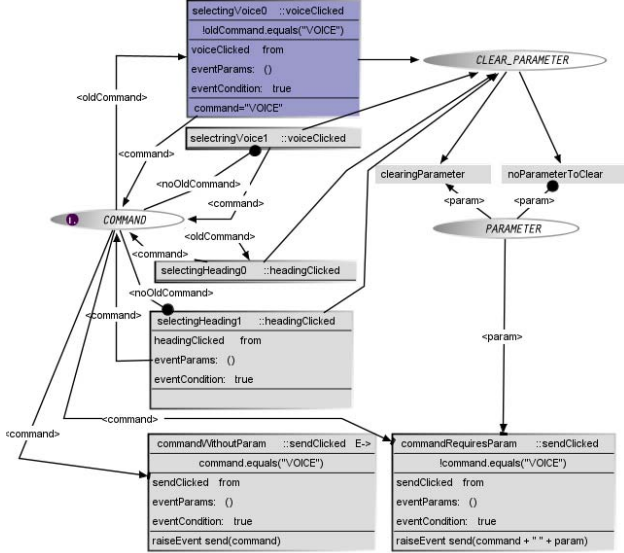 selectingVoice0 ::voiceClicked
!oldCommand.equals("VOICE")
voiceClicked from
eventParams: ()
eventCondition: true
command="VOICE"
CLEAR_PARAMETER
<oldCommand>
<command>
selectringVoice1 ::voiceClicked
clearingParameter
noParameterToClear
<noOldCommand>
<command>
<param>
<param>
COMMAND
PARAMETER
<oldCommand>
<command>
selectingHeading0 ::headingClicked
<noOldCommand>
<command>
selectingHeading1 ::headingClicked
headingClicked from
eventParams: ()
eventCondition: true
<param>
<command>
<command>
commandWithoutParam ::sendClicked E->
command.equals("VOICE")
sendClicked from
eventParams: ()
eventCondition: true
raiseEvent send(command)
commandRequiresParam ::sendClicked
!command.equals("VOICE")
sendClicked from
eventParams: ()
eventCondition: true
raiseEvent send(command + " " + param)